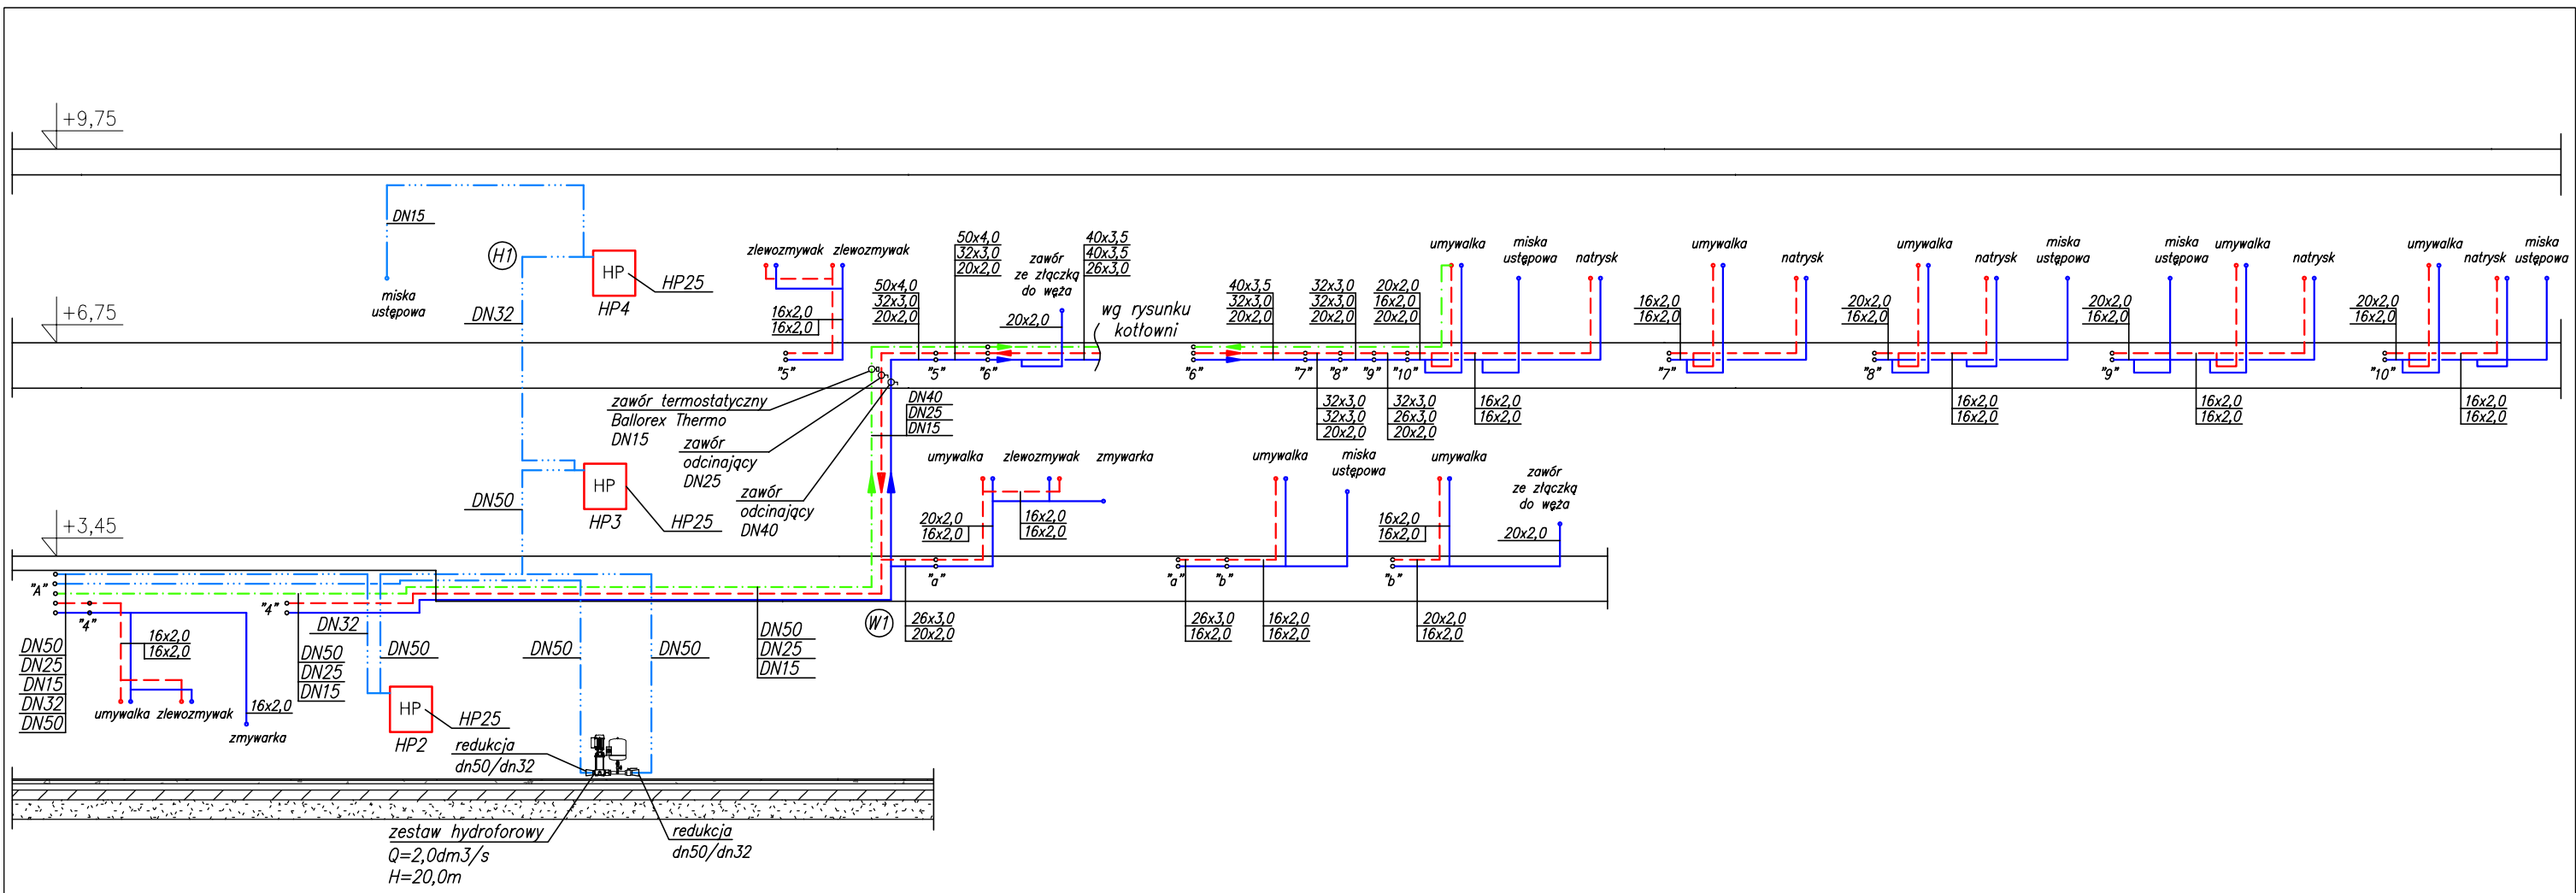 +9,75
DN15
H1
HP
HP25
HP4
miska
ustępowa
DN32
+6,75
zlewozmywak
zlewozmywak
16x2,0
16x2,0
"5"
50x4,0
32x3,0
20x2,0
50x4,0
32x3,0
20x2,0
zawór
ze złączką
do węża
20x2,0
40x3,5
40x3,5
26x3,0
wg rysunku
kotłowni
"5"
"6"
"6"
40x3,5
32x3,0
20x2,0
32x3,0
32x3,0
20x2,0
20x2,0
16x2,0
20x2,0
umywalka
miska
ustępowa
natrysk
"7"
"8"
"9"
"10"
32x3,0
32x3,0
20x2,0
32x3,0
26x3,0
20x2,0
16x2,0
16x2,0
umywalka
natrysk
16x2,0
16x2,0
"7"
umywalka
natrysk
miska
ustępowa
20x2,0
16x2,0
"8"
16x2,0
16x2,0
miska
ustępowa
umywalka
natrysk
20x2,0
16x2,0
"9"
16x2,0
16x2,0
umywalka
natrysk
miska
ustępowa
20x2,0
16x2,0
"10"
16x2,0
16x2,0
zawór termostatyczny
Ballorex Thermo
DN15
zawór
odcinający
DN25
zawór
odcinający
DN40
DN40
DN25
DN15
DN50
HP
HP3
HP25
+3,45
umywalka
zlewozmywak
zmywarka
20x2,0
16x2,0
16x2,0
16x2,0
"a"
W1
26x3,0
20x2,0
umywalka
miska
ustępowa
"a"
"b"
26x3,0
16x2,0
16x2,0
16x2,0
umywalka
zawór
ze złączką
do węża
16x2,0
16x2,0
20x2,0
"b"
20x2,0
16x2,0
"A"
"4"
"4"
DN50
DN25
DN15
DN32
DN50
16x2,0
16x2,0
umywalka
zlewozmywak
16x2,0
zmywarka
DN32
DN50
DN25
DN15
DN50
HP
HP2
HP25
DN50
DN50
DN50
DN25
DN15
redukcja
dn50/dn32
zestaw hydroforowy
Q=2,0dm3/s
H=20,0m
redukcja
dn50/dn32